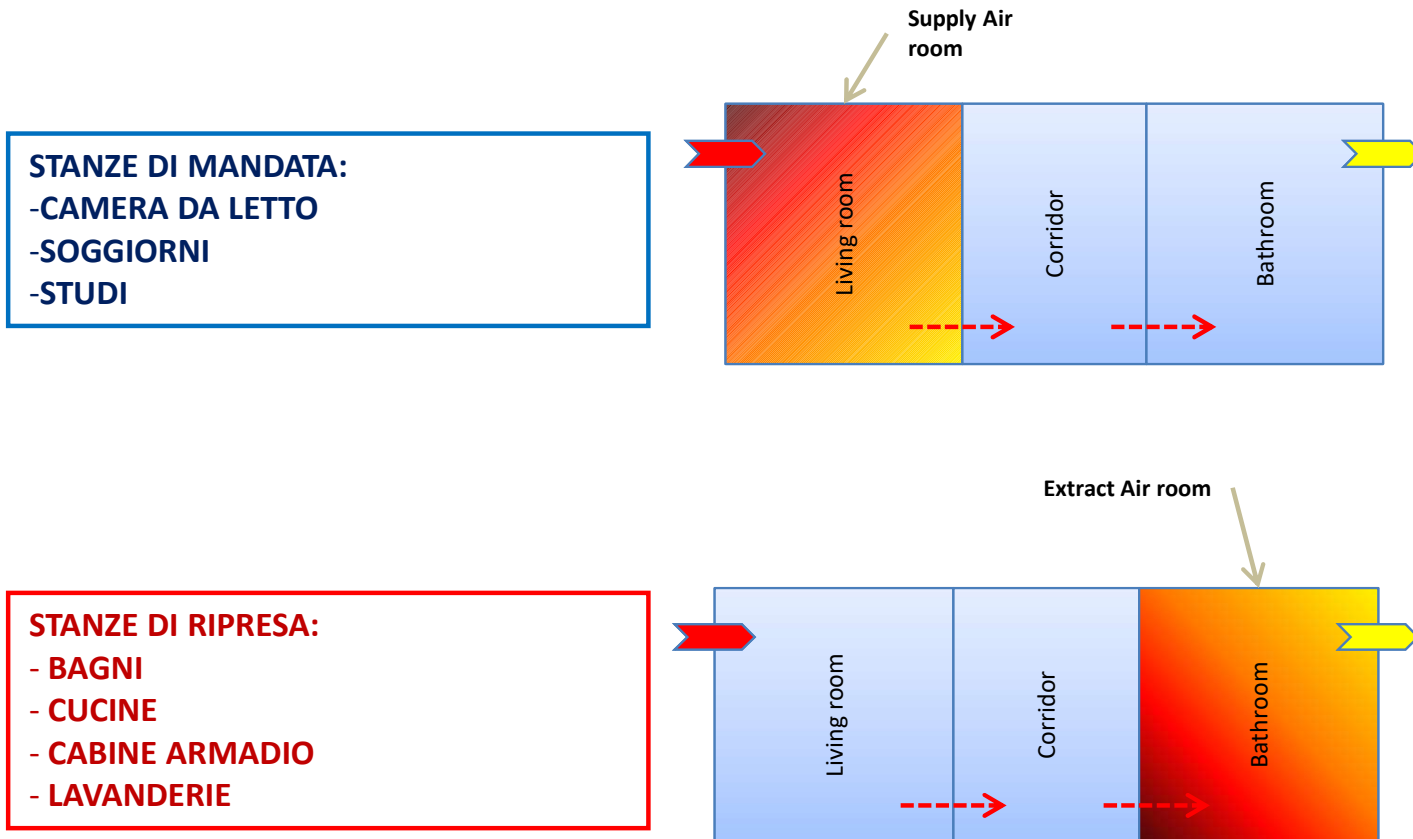 Supply Air
room
STANZE DI MANDATA:
-CAMERA DA LETTO
-SOGGIORNI
-STUDI
Living room
Corridor
Bathroom
Extract Air room
STANZE DI RIPRESA:
- BAGNI
- CUCINE
- CABINE ARMADIO
- LAVANDERIE
Living room
Corridor
Bathroom